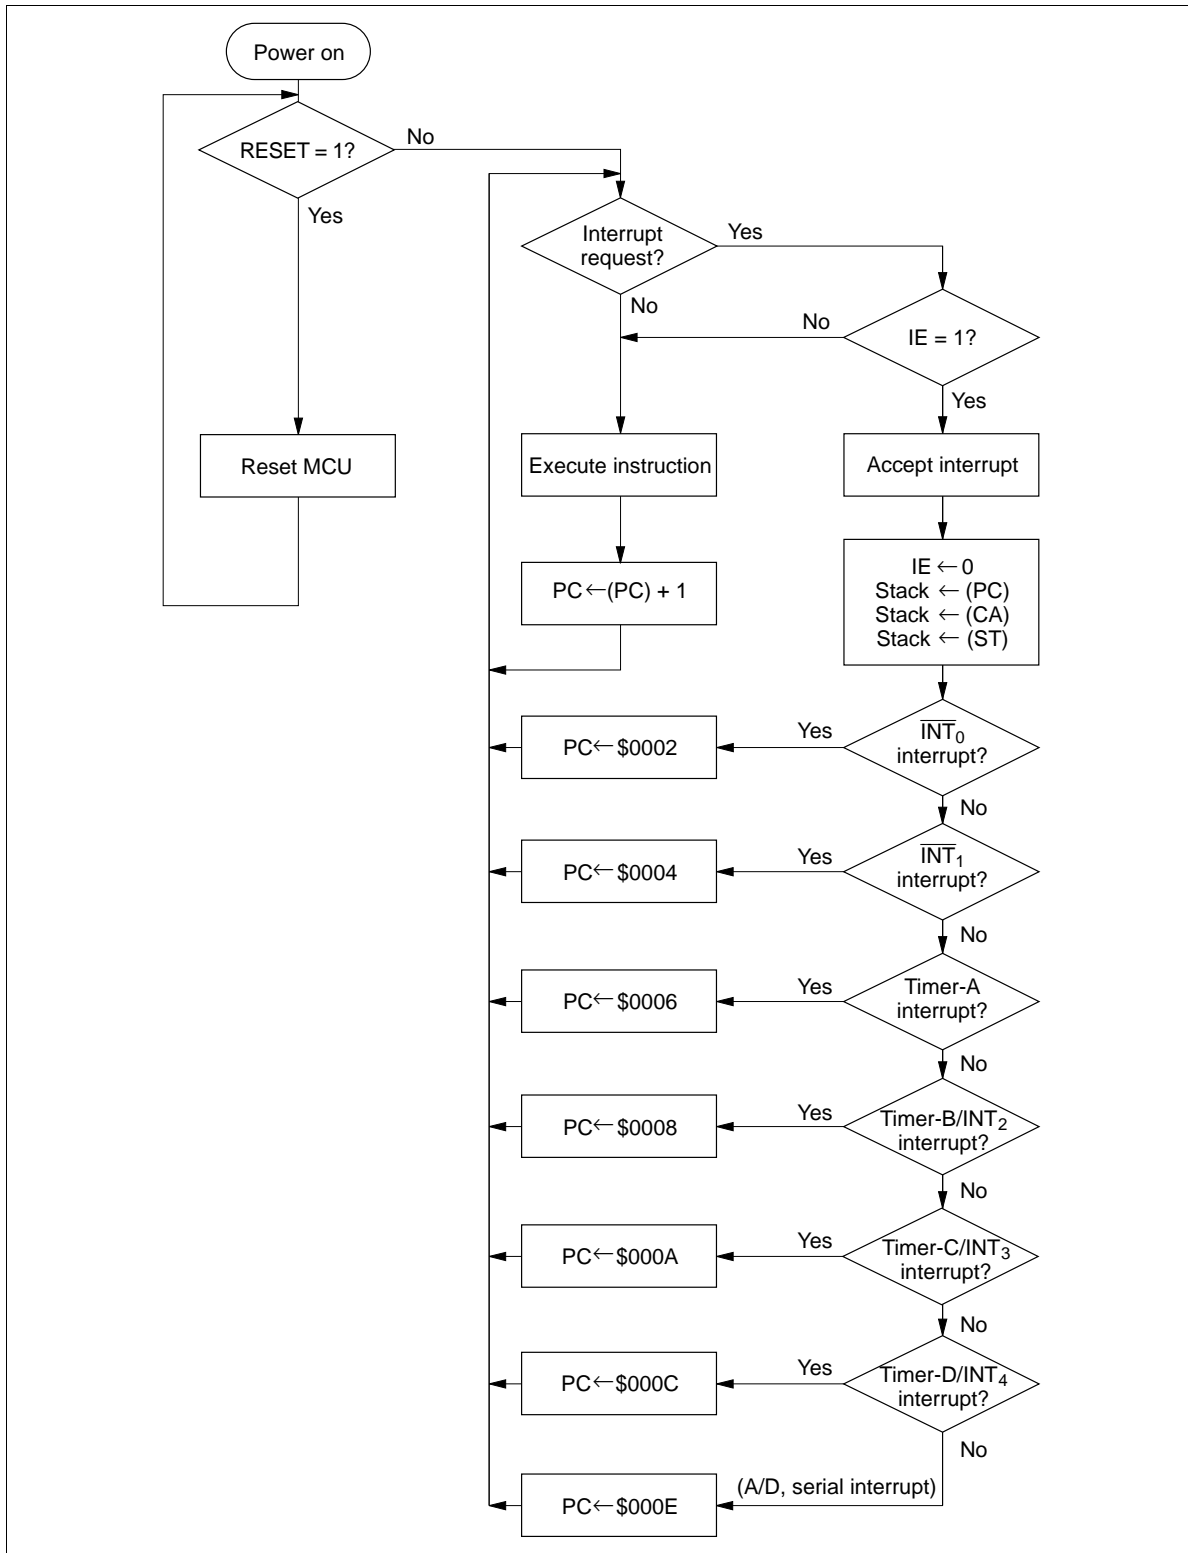 Power on
RESET = 1?
No
Yes
Interrupt
request?
Yes
No
No
IE = 1?
Yes
Reset MCU
Execute instruction
Accept interrupt
PC←(PC) + 1
IE ← 0
Stack ← (PC)
Stack ← (CA)
Stack ← (ST)
PC←$0002
Yes
I̅N̅T̅₀
interrupt?
No
PC←$0004
Yes
I̅N̅T̅₁
interrupt?
No
PC←$0006
Yes
Timer-A
interrupt?
No
PC←$0008
Yes
Timer-B/INT₂
interrupt?
No
PC←$000A
Yes
Timer-C/INT₃
interrupt?
No
PC←$000C
Yes
Timer-D/INT₄
interrupt?
No
(A/D, serial interrupt)
PC←$000E